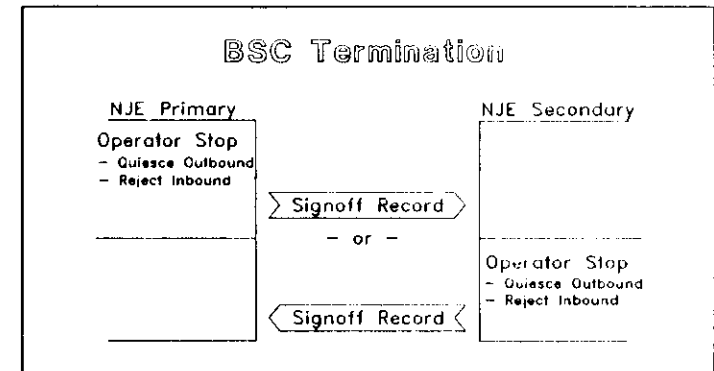 BSC Termination
NJE Primary
NJE Secondary
Operator Stop
- Quiesce Outbound
- Reject Inbound
Signoff Record
- or -
Operator Stop
- Quiesce Outbound
- Reject Inbound
Signoff Record